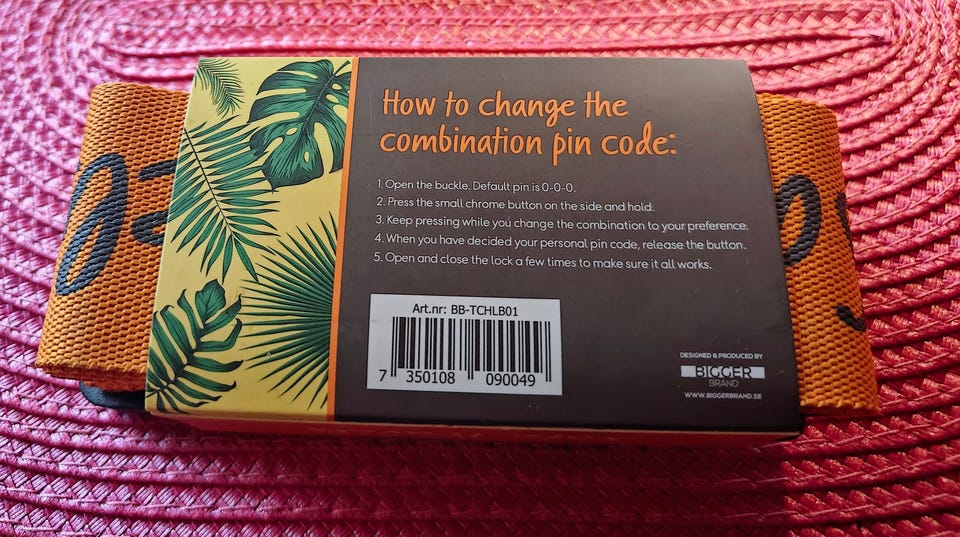 How to change the
combination pin code:
1. Open the buckle. Default pin is 0-0-0.
2. Press the small chrome button on the side and hold.
3. Keep pressing while you change the combination to your preference.
4. When you have decided your personal pin code, release the button.
5. Open and close the lock a few times to make sure it all works.
Art.nr: BB-TCHLB01
7 350108 090049
DESIGNED & PRODUCED BY
BIGGER
BRAND
WWW.BIGGERBRAND.SE